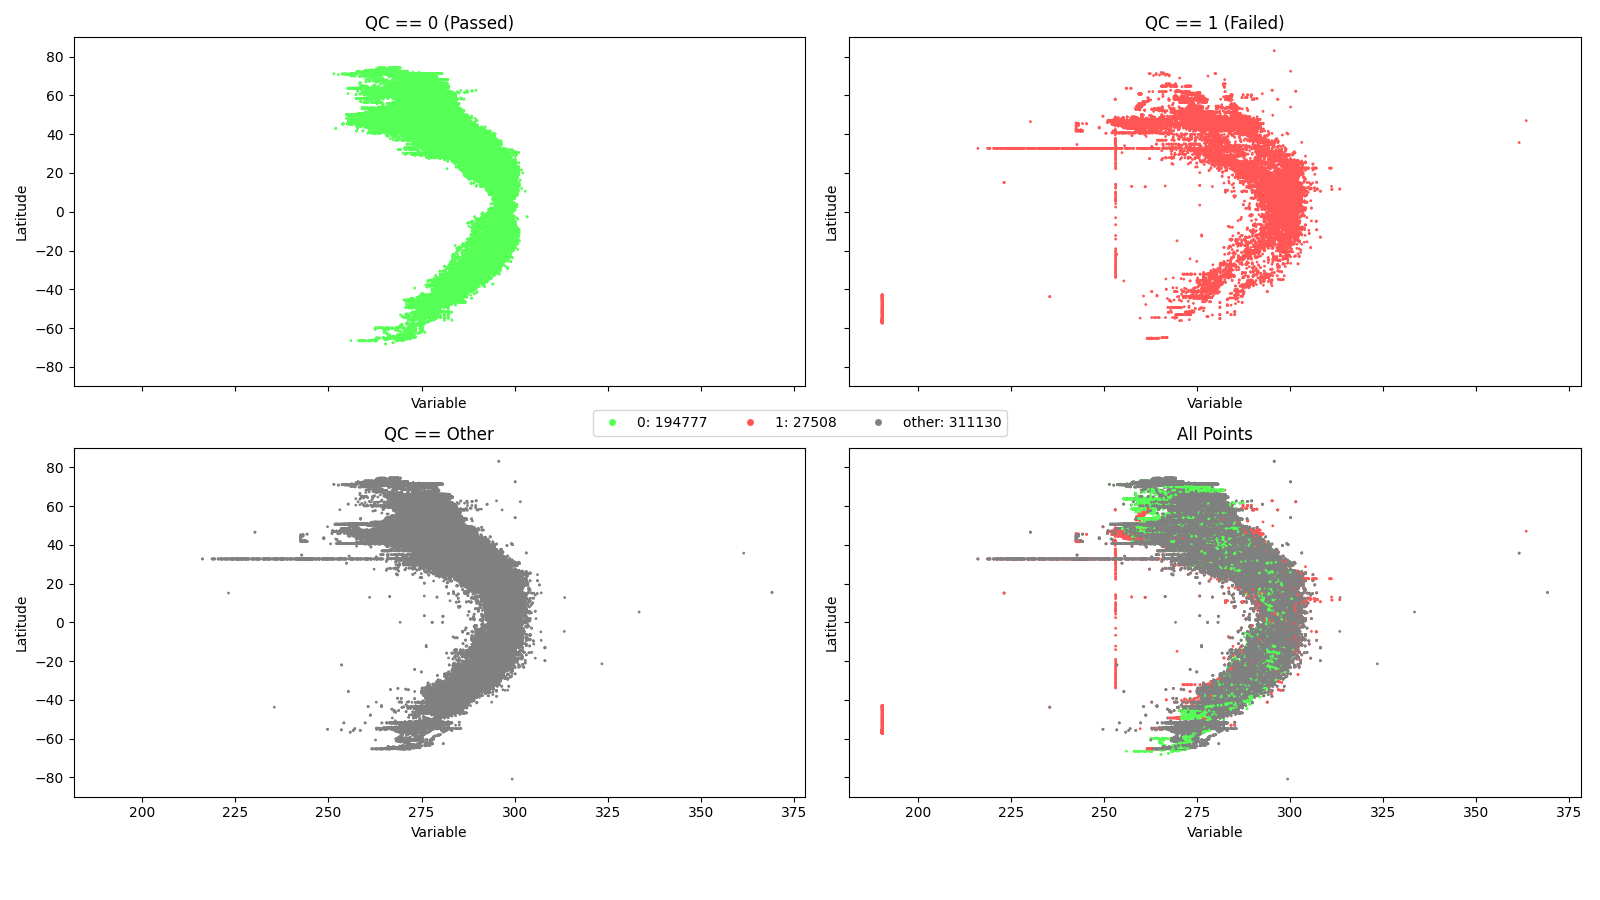 QC == 0 (Passed)
QC == 1 (Failed)
80
60
40
20
0
−20
−40
−60
−80
Latitude
Latitude
Variable
Variable
0: 194777 1: 27508 other: 311130
QC == Other
All Points
80
60
40
20
0
−20
−40
−60
−80
Latitude
Latitude
200 225 250 275 300 325 350 375
200 225 250 275 300 325 350 375
Variable
Variable